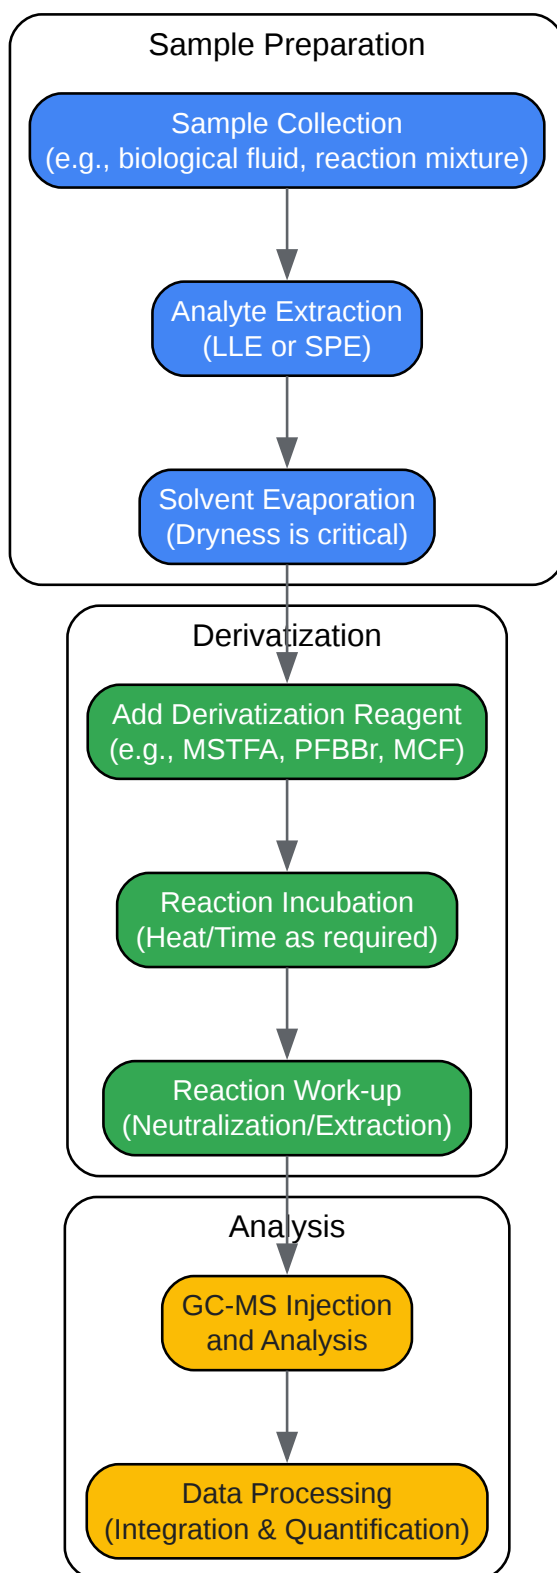 Sample Preparation
Sample Collection
(e.g., biological fluid, reaction mixture)
Analyte Extraction
(LLE or SPE)
Solvent Evaporation
(Dryness is critical)
Derivatization
Add Derivatization Reagent
(e.g., MSTFA, PFBBr, MCF)
Reaction Incubation
(Heat/Time as required)
Reaction Work-up
(Neutralization/Extraction)
Analysis
GC-MS Injection
and Analysis
Data Processing
(Integration & Quantification)